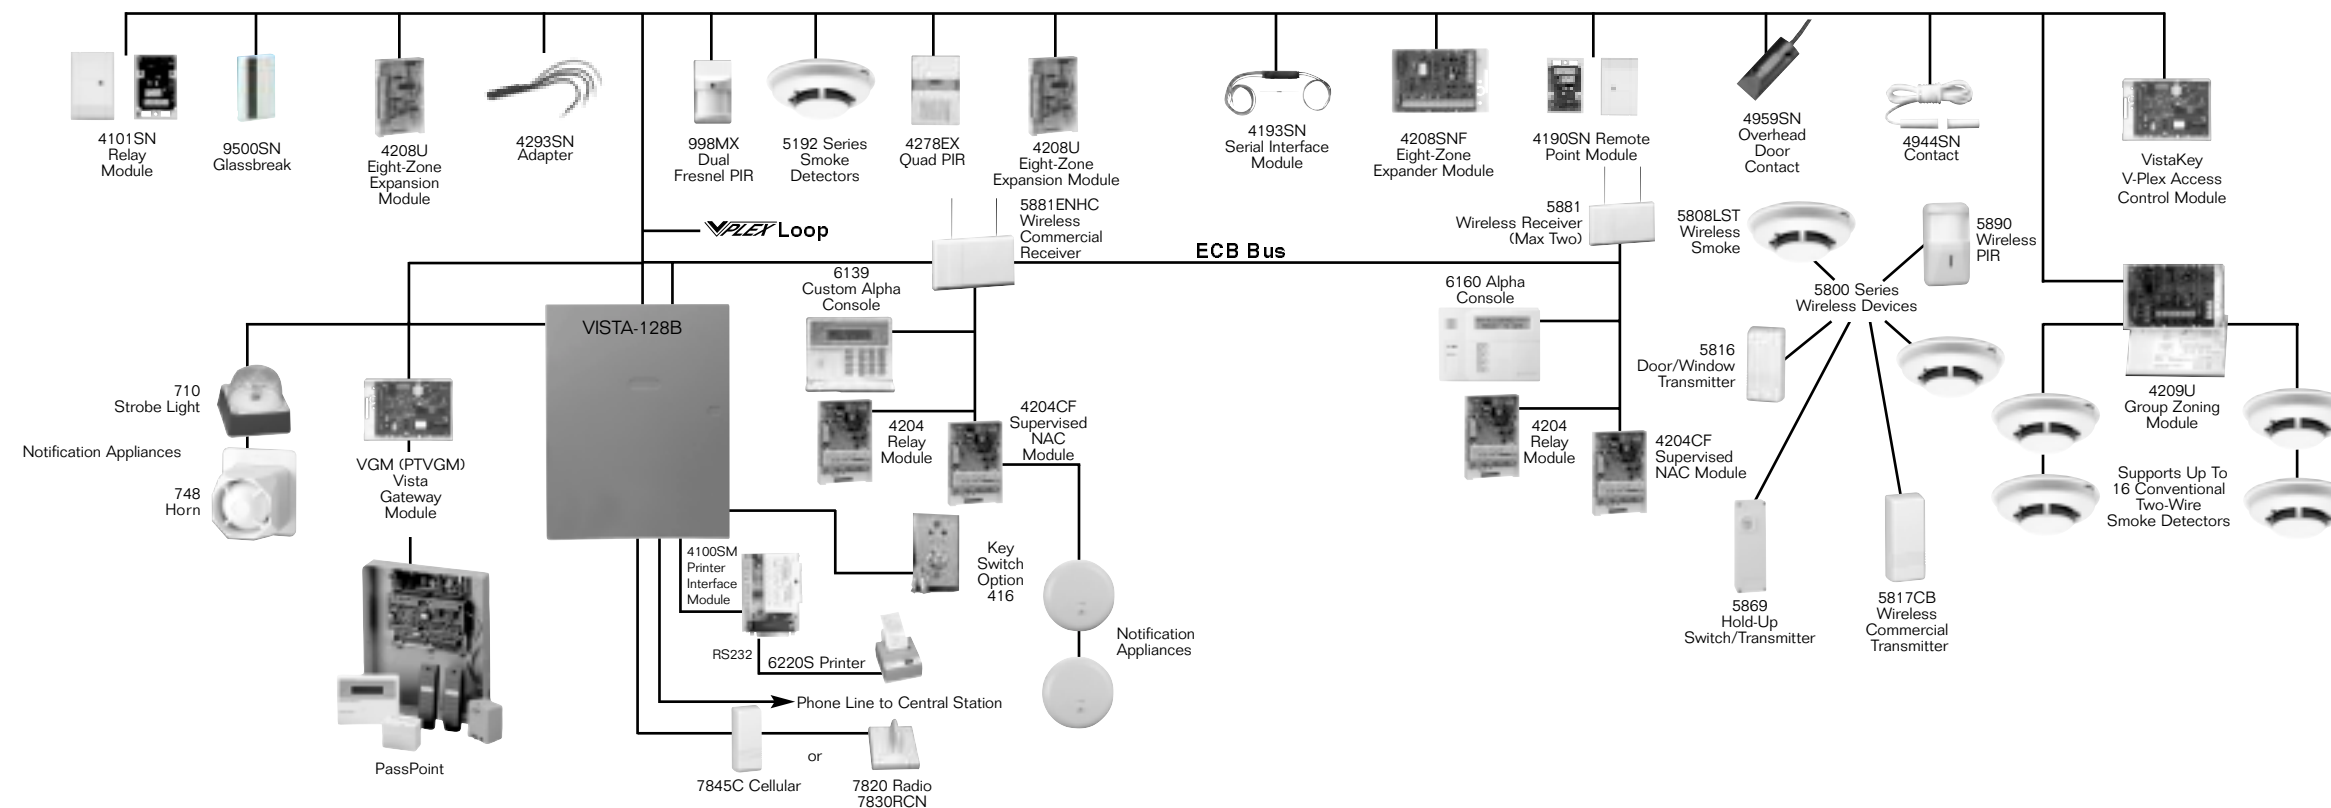 4101SN
Relay
Module
9500SN
Glassbreak
4208U
Eight-Zone
Expansion
Module
4293SN
Adapter
998MX
Dual
Fresnel PIR
5192 Series
Smoke
Detectors
4278EX
Quad PIR
4208U
Eight-Zone
Expansion Module
4193SN
Serial Interface
Module
4208SNF
Eight-Zone
Expander Module
4190SN Remote
Point Module
4959SN
Overhead
Door
Contact
4944SN
Contact
VistaKey
V-Plex Access
Control Module
VPLEX Loop
5881ENHC
Wireless
Commercial
Receiver
ECB Bus
5881
Wireless Receiver
(Max Two)
5808LST
Wireless
Smoke
5890
Wireless
PIR
6139
Custom Alpha
Console
6160 Alpha
Console
5800 Series
Wireless Devices
VISTA-128B
5816
Door/Window
Transmitter
710
Strobe Light
4209U
Group Zoning
Module
4204
Relay
Module
4204CF
Supervised
NAC
Module
4204
Relay
Module
4204CF
Supervised
NAC Module
Notification Appliances
VGM (PTVGM)
Vista
Gateway
Module
748
Horn
Supports Up To
16 Conventional
Two-Wire
Smoke Detectors
4100SM
Printer
Interface
Module
Key
Switch
Option
416
5869
Hold-Up
Switch/Transmitter
5817CB
Wireless
Commercial
Transmitter
RS232
6220S Printer
Notification
Appliances
Phone Line to Central Station
PassPoint
or
7845C Cellular
7820 Radio
7830RCN